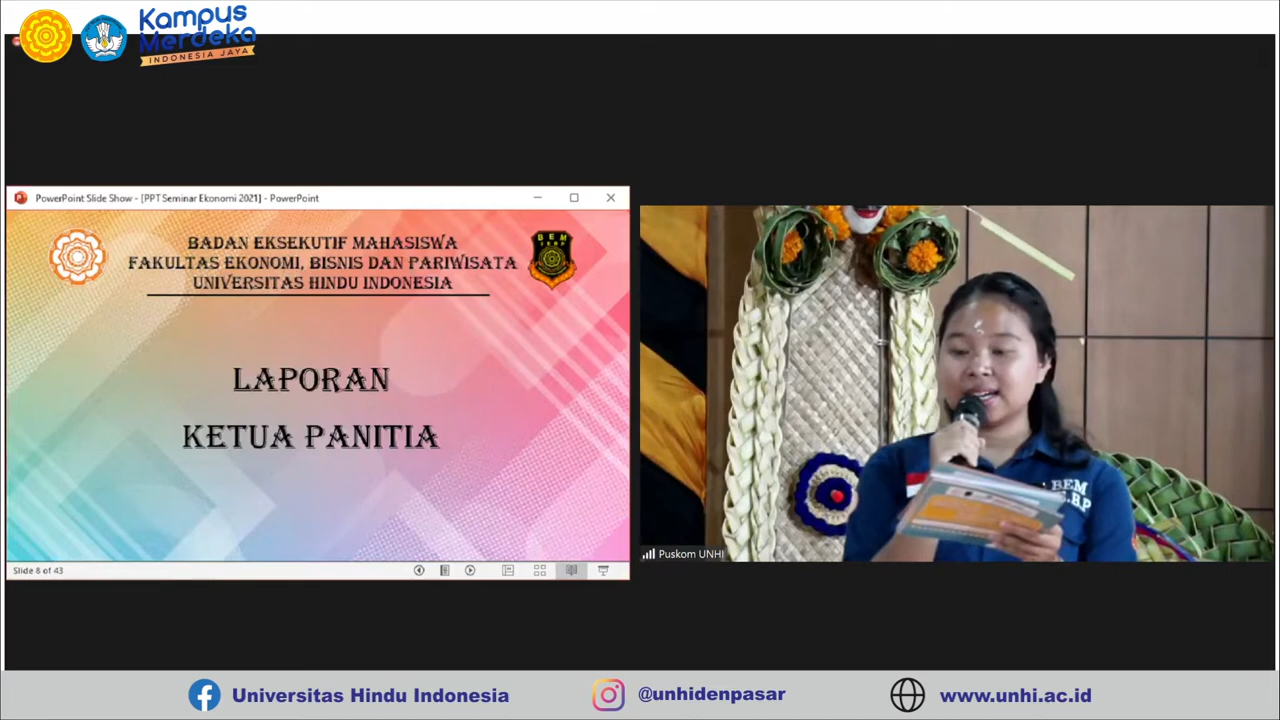 Kampus
Merdeka
INDONESIA JAYA
PowerPoint Slide Show - [PPT Seminar Ekonomi 2021] - PowerPoint
BADAN EKSEKUTIF MAHASISWA
FAKULTAS EKONOMI, BISNIS DAN PARIWISATA
UNIVERSITAS HINDU INDONESIA
BEM
LAPORAN
KETUA PANITIA
Slide 8 of 43
BEM
Puskom UNHI
Universitas Hindu Indonesia
@unhidenpasar
www.unhi.ac.id